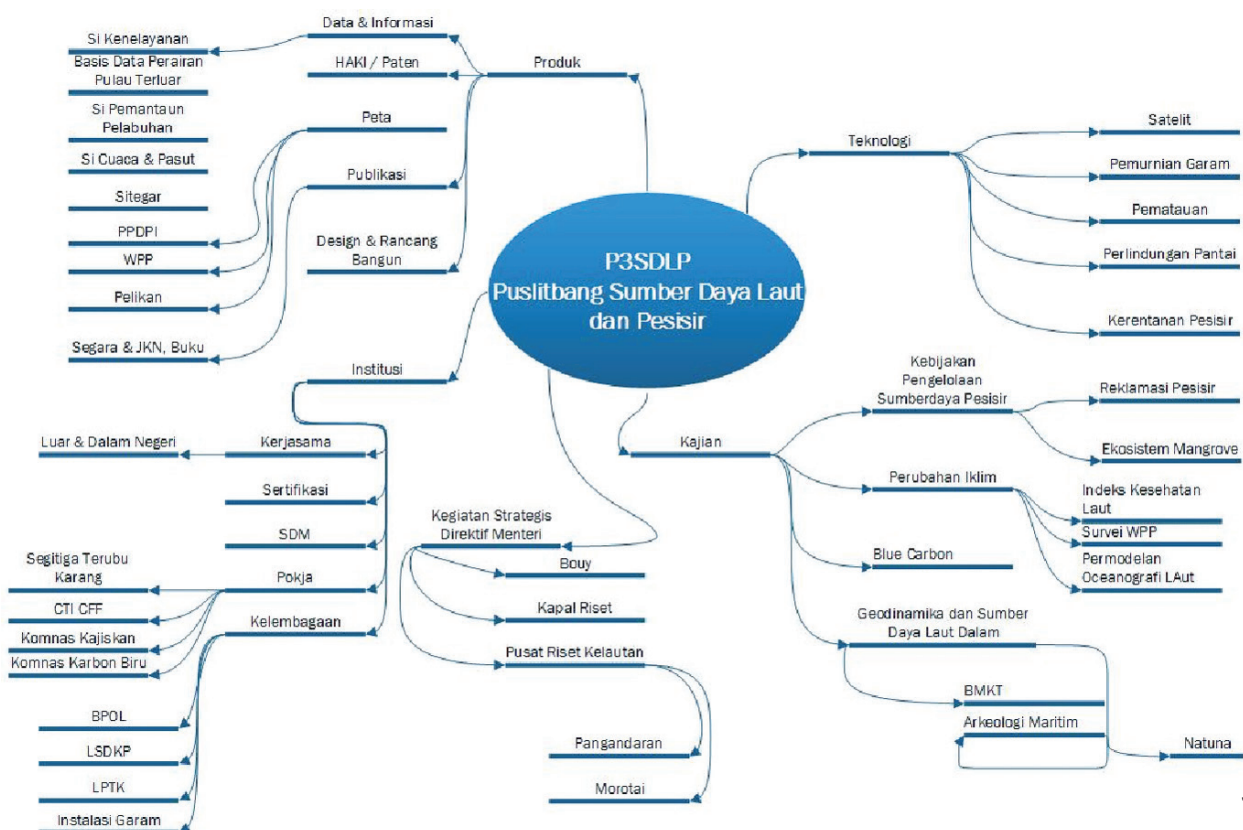 Data & Informasi
Si Kenelayanan
Basis Data Perairan
Pulau Terluar
HAKI / Paten
Produk
Si Pemantaun
Pelabuhan
Peta
Si Cuaca & Pasut
Publikasi
Sitegar
PPDPI
WPP
Design & Rancang
Bangun
Pelikan
Segara & JKN, Buku
P3SDLP
Puslitbang Sumber Daya Laut
dan Pesisir
Teknologi
Satelit
Pemurnian Garam
Pematauan
Perlindungan Pantai
Kerentanan Pesisir
Institusi
Luar & Dalam Negeri
Kerjasama
Sertifikasi
SDM
Segitiga Terubu
Karang
Pokja
CTI CFF
Kelembagaan
Komnas Kajiskan
Komnas Karbon Biru
BPOL
LSDKP
LPTK
Instalasi Garam
Kegiatan Strategis
Direktif Menteri
Bouy
Kapal Riset
Pusat Riset Kelautan
Pangandaran
Morotai
Kajian
Kebijakan
Pengelolaan
Sumberdaya Pesisir
Reklamasi Pesisir
Ekosistem Mangrove
Perubahan Iklim
Indeks Kesehatan
Laut
Survei WPP
Permodelan
Oceanografi LAut
Blue Carbon
Geodinamika dan Sumber
Daya Laut Dalam
BMKT
Arkeologi Maritim
Natuna